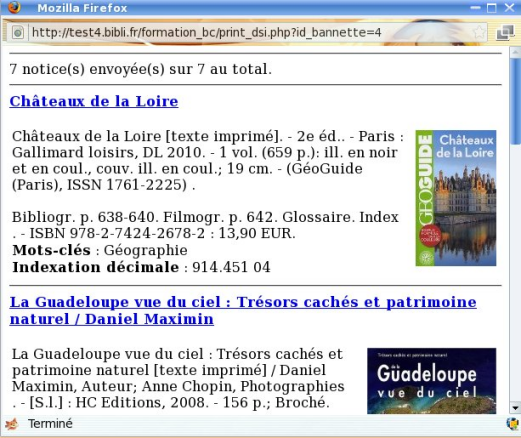 Mozilla Firefox
http://test4.bibli.fr/formation_bc/print_dsi.php?id_bannette=4
7 notice(s) envoyée(s) sur 7 au total.
Châteaux de la Loire
Châteaux de la Loire [texte imprimé]. - 2e éd.. - Paris :
Gallimard loisirs, DL 2010. - 1 vol. (659 p.): ill. en noir
et en coul., couv. ill. en coul.; 19 cm. - (GéoGuide
(Paris), ISSN 1761-2225) .
Bibliogr. p. 638-640. Filmogr. p. 642. Glossaire. Index
. - ISBN 978-2-7424-2678-2 : 13,90 EUR.
Mots-clés : Géographie
Indexation décimale : 914.451 04
GEOGUIDE
Châteaux
de la Loire
La Guadeloupe vue du ciel : Trésors cachés et patrimoine
naturel / Daniel Maximin
La Guadeloupe vue du ciel : Trésors cachés et
patrimoine naturel [texte imprimé] / Daniel
Maximin, Auteur; Anne Chopin, Photographies
. - [S.l.] : HC Editions, 2008. - 156 p.; Broché.
Trésors cachés et patrimoine naturel
Guadeloupe
vue du ciel
Terminé